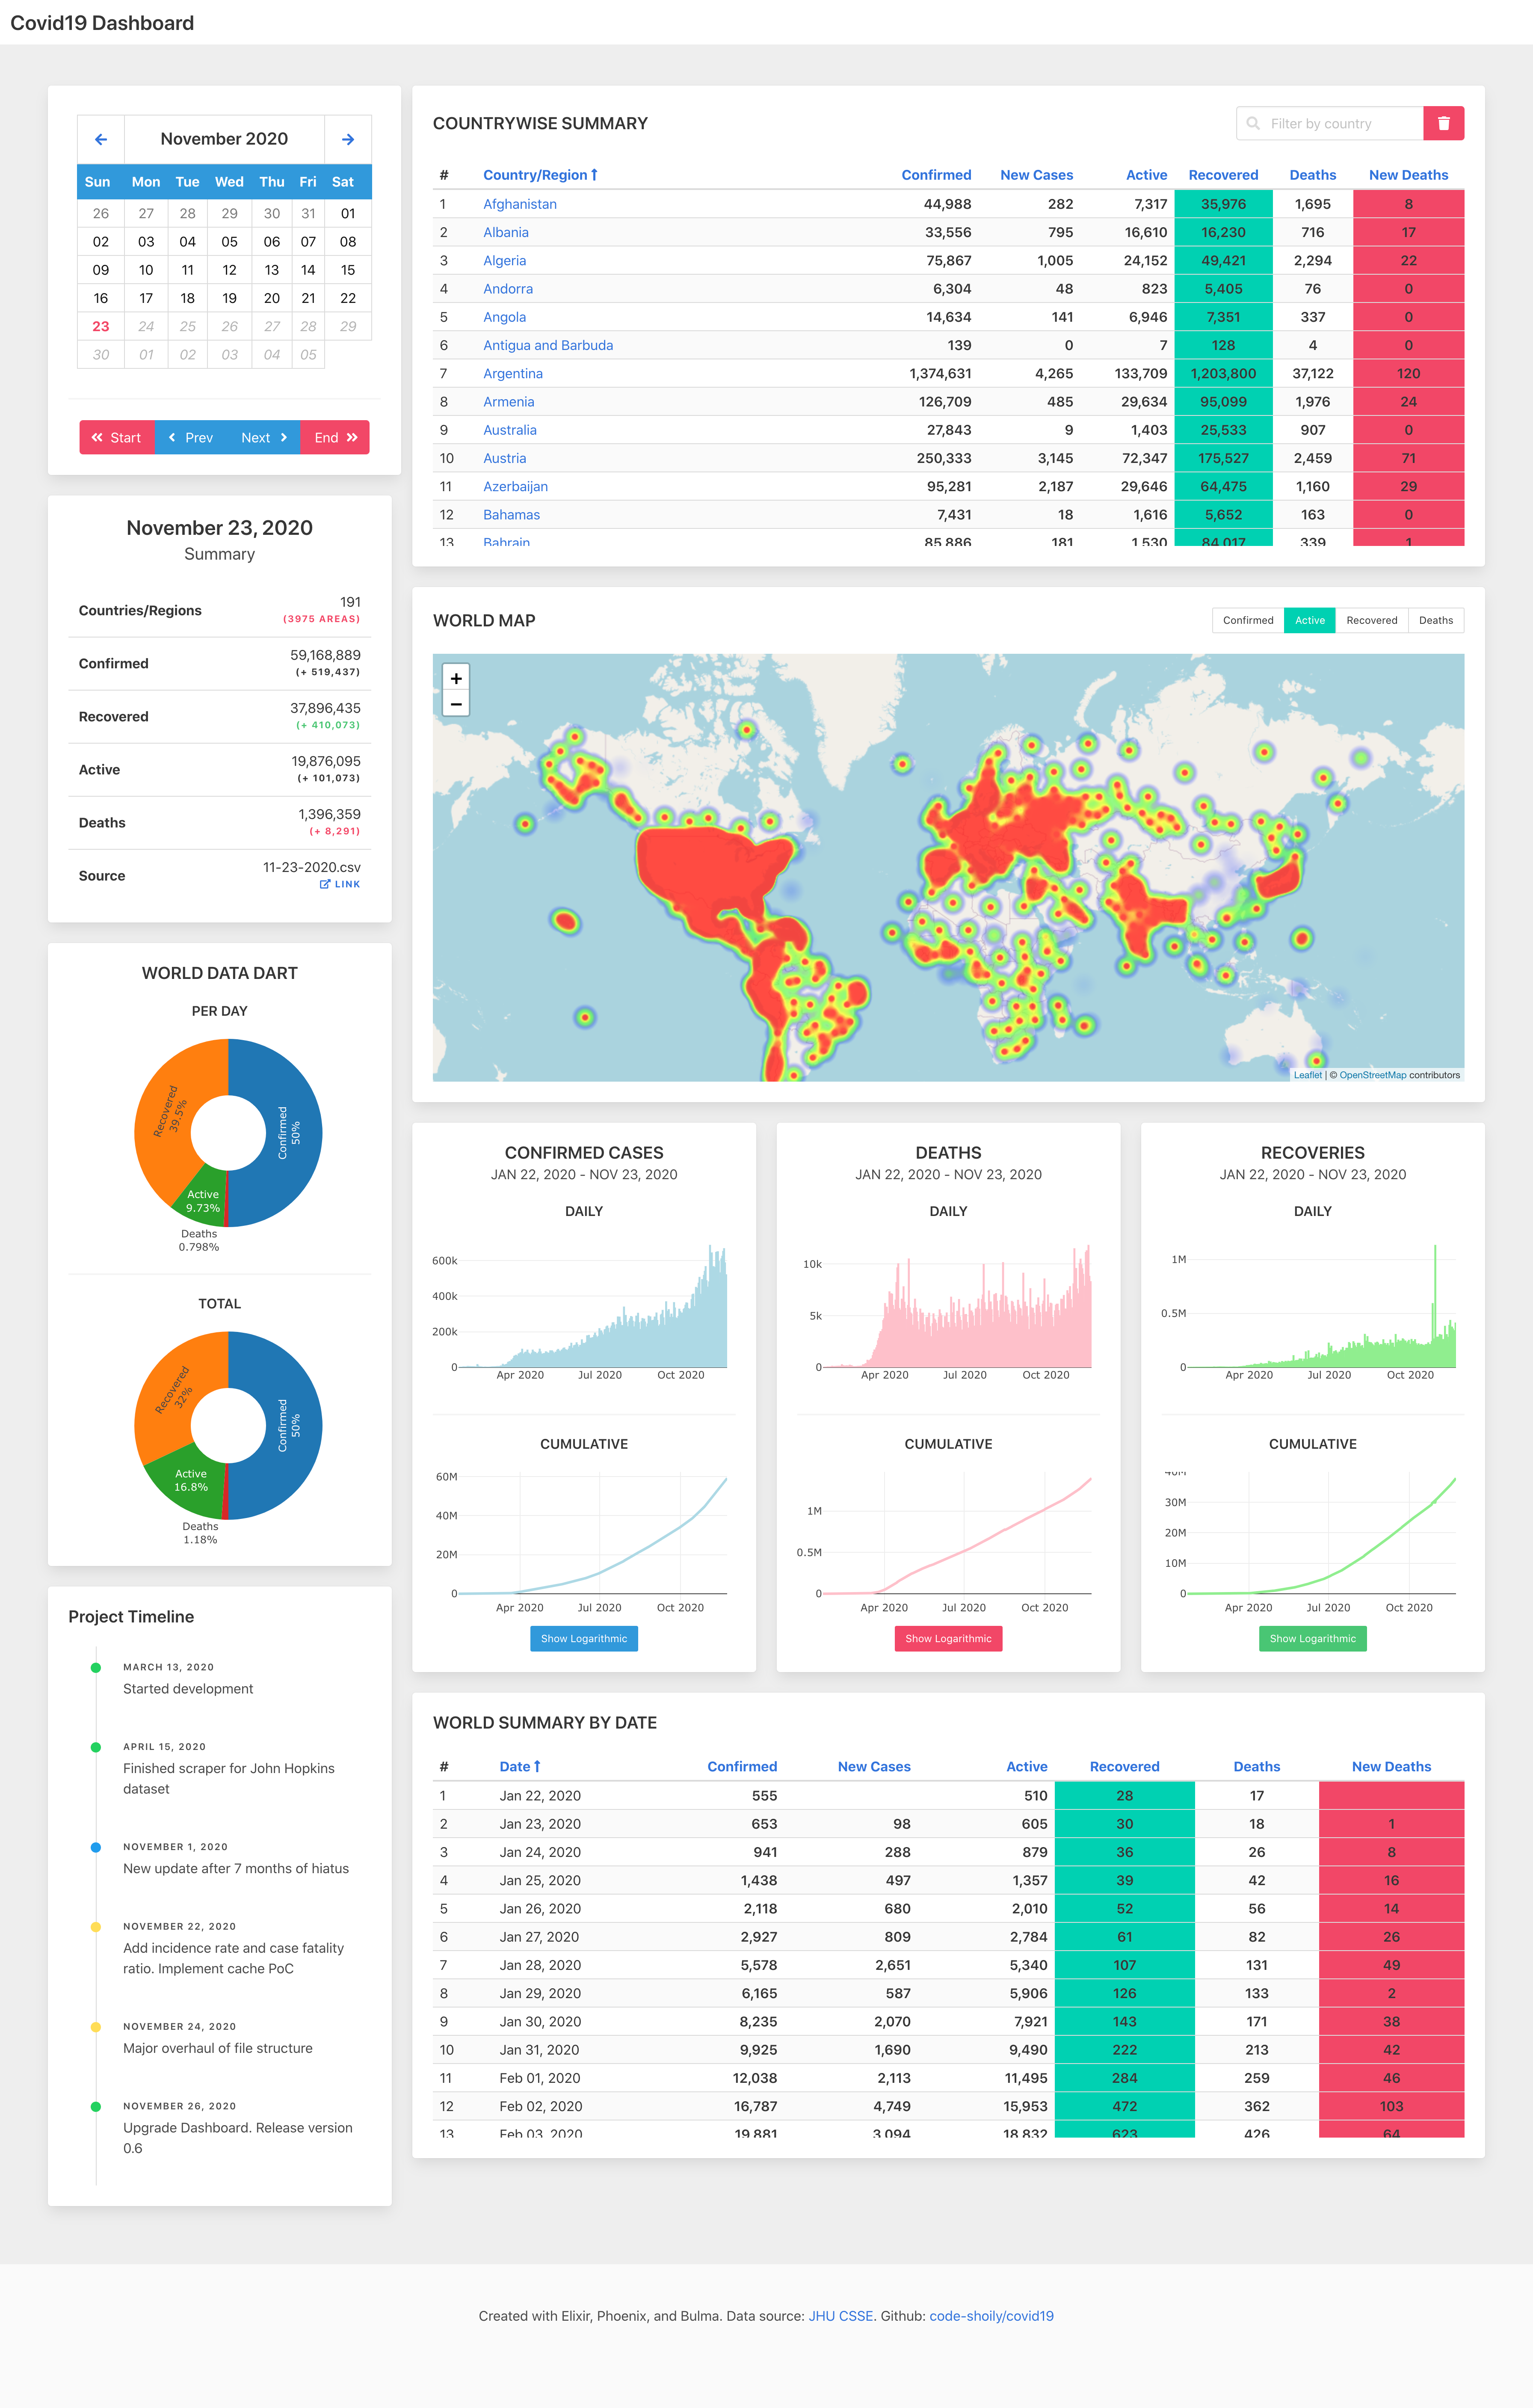 Covid19 Dashboard
November 2020
Sun Mon Tue Wed Thu Fri Sat
26 27 28 29 30 31 01
02 03 04 05 06 07 08
09 10 11 12 13 14 15
16 17 18 19 20 21 22
23 24 25 26 27 28 29
30 01 02 03 04 05
Start Prev Next End
November 23, 2020
Summary
Countries/Regions 191
(3975 AREAS)
Confirmed 59,168,889
(+ 519,437)
Recovered 37,896,435
(+ 410,073)
Active 19,876,095
(+ 101,073)
Deaths 1,396,359
(+ 8,291)
Source 11-23-2020.csv
LINK
WORLD DATA DART
PER DAY
Recovered
39.5%
Confirmed
50%
Active
9.73%
Deaths
0.798%
TOTAL
Recovered
32%
Confirmed
50%
Active
16.8%
Deaths
1.18%
Project Timeline
MARCH 13, 2020
Started development
APRIL 15, 2020
Finished scraper for John Hopkins
dataset
NOVEMBER 1, 2020
New update after 7 months of hiatus
NOVEMBER 22, 2020
Add incidence rate and case fatality
ratio. Implement cache PoC
NOVEMBER 24, 2020
Major overhaul of file structure
NOVEMBER 26, 2020
Upgrade Dashboard. Release version
0.6
COUNTRYWISE SUMMARY
Filter by country
# Country/Region Confirmed New Cases Active Recovered Deaths New Deaths
1 Afghanistan 44,988 282 7,317 35,976 1,695 8
2 Albania 33,556 795 16,610 16,230 716 17
3 Algeria 75,867 1,005 24,152 49,421 2,294 22
4 Andorra 6,304 48 823 5,405 76 0
5 Angola 14,634 141 6,946 7,351 337 0
6 Antigua and Barbuda 139 0 7 128 4 0
7 Argentina 1,374,631 4,265 133,709 1,203,800 37,122 120
8 Armenia 126,709 485 29,634 95,099 1,976 24
9 Australia 27,843 9 1,403 25,533 907 0
10 Austria 250,333 3,145 72,347 175,527 2,459 71
11 Azerbaijan 95,281 2,187 29,646 64,475 1,160 29
12 Bahamas 7,431 18 1,616 5,652 163 0
13 Bahrain 85,886 181 1,530 84,017 339 1
WORLD MAP
Confirmed Active Recovered Deaths
+
−
Leaflet | © OpenStreetMap contributors
CONFIRMED CASES
JAN 22, 2020 - NOV 23, 2020
DAILY
600k
400k
200k
0
Apr 2020 Jul 2020 Oct 2020
CUMULATIVE
60M
40M
20M
0
Apr 2020 Jul 2020 Oct 2020
Show Logarithmic
DEATHS
JAN 22, 2020 - NOV 23, 2020
DAILY
10k
5k
0
Apr 2020 Jul 2020 Oct 2020
CUMULATIVE
1M
0.5M
0
Apr 2020 Jul 2020 Oct 2020
Show Logarithmic
RECOVERIES
JAN 22, 2020 - NOV 23, 2020
DAILY
1M
0.5M
0
Apr 2020 Jul 2020 Oct 2020
CUMULATIVE
40M
30M
20M
10M
0
Apr 2020 Jul 2020 Oct 2020
Show Logarithmic
WORLD SUMMARY BY DATE
# Date Confirmed New Cases Active Recovered Deaths New Deaths
1 Jan 22, 2020 555 510 28 17
2 Jan 23, 2020 653 98 605 30 18 1
3 Jan 24, 2020 941 288 879 36 26 8
4 Jan 25, 2020 1,438 497 1,357 39 42 16
5 Jan 26, 2020 2,118 680 2,010 52 56 14
6 Jan 27, 2020 2,927 809 2,784 61 82 26
7 Jan 28, 2020 5,578 2,651 5,340 107 131 49
8 Jan 29, 2020 6,165 587 5,906 126 133 2
9 Jan 30, 2020 8,235 2,070 7,921 143 171 38
10 Jan 31, 2020 9,925 1,690 9,490 222 213 42
11 Feb 01, 2020 12,038 2,113 11,495 284 259 46
12 Feb 02, 2020 16,787 4,749 15,953 472 362 103
13 Feb 03, 2020 19,881 3,094 18,832 623 426 64
Created with Elixir, Phoenix, and Bulma. Data source: JHU CSSE. Github: code-shoily/covid19